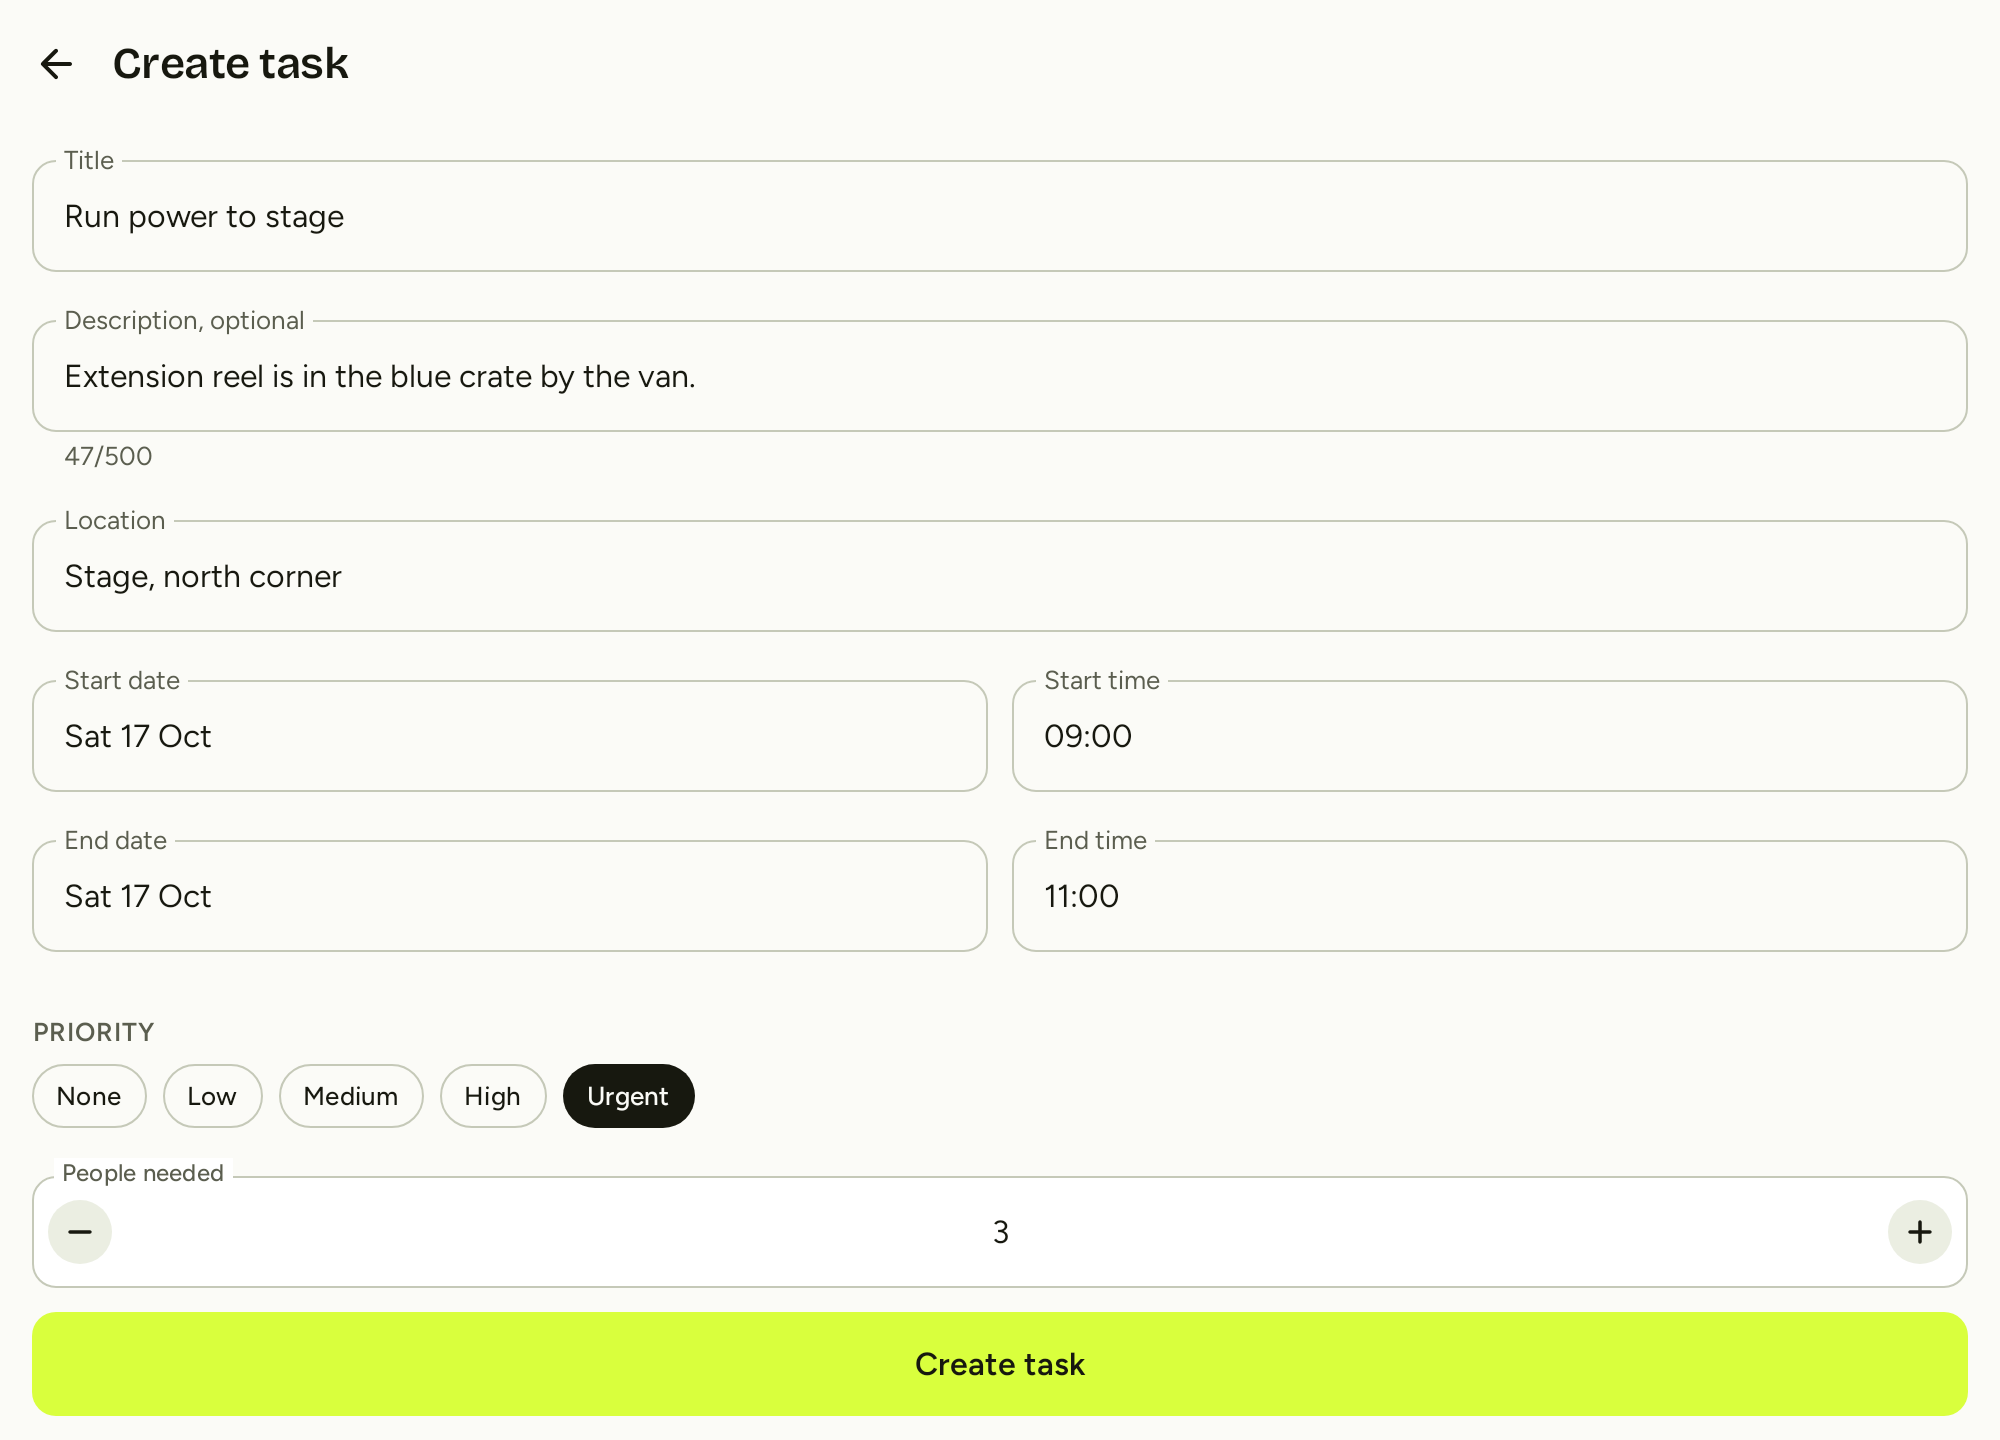 Create task
Title
Run power to stage
Description, optional
Extension reel is in the blue crate by the van.
47/500
Location
Stage, north corner
Start date
Sat 17 Oct
Start time
09:00
End date
Sat 17 Oct
End time
11:00
PRIORITY
None Low Medium High Urgent
People needed
3
Create task